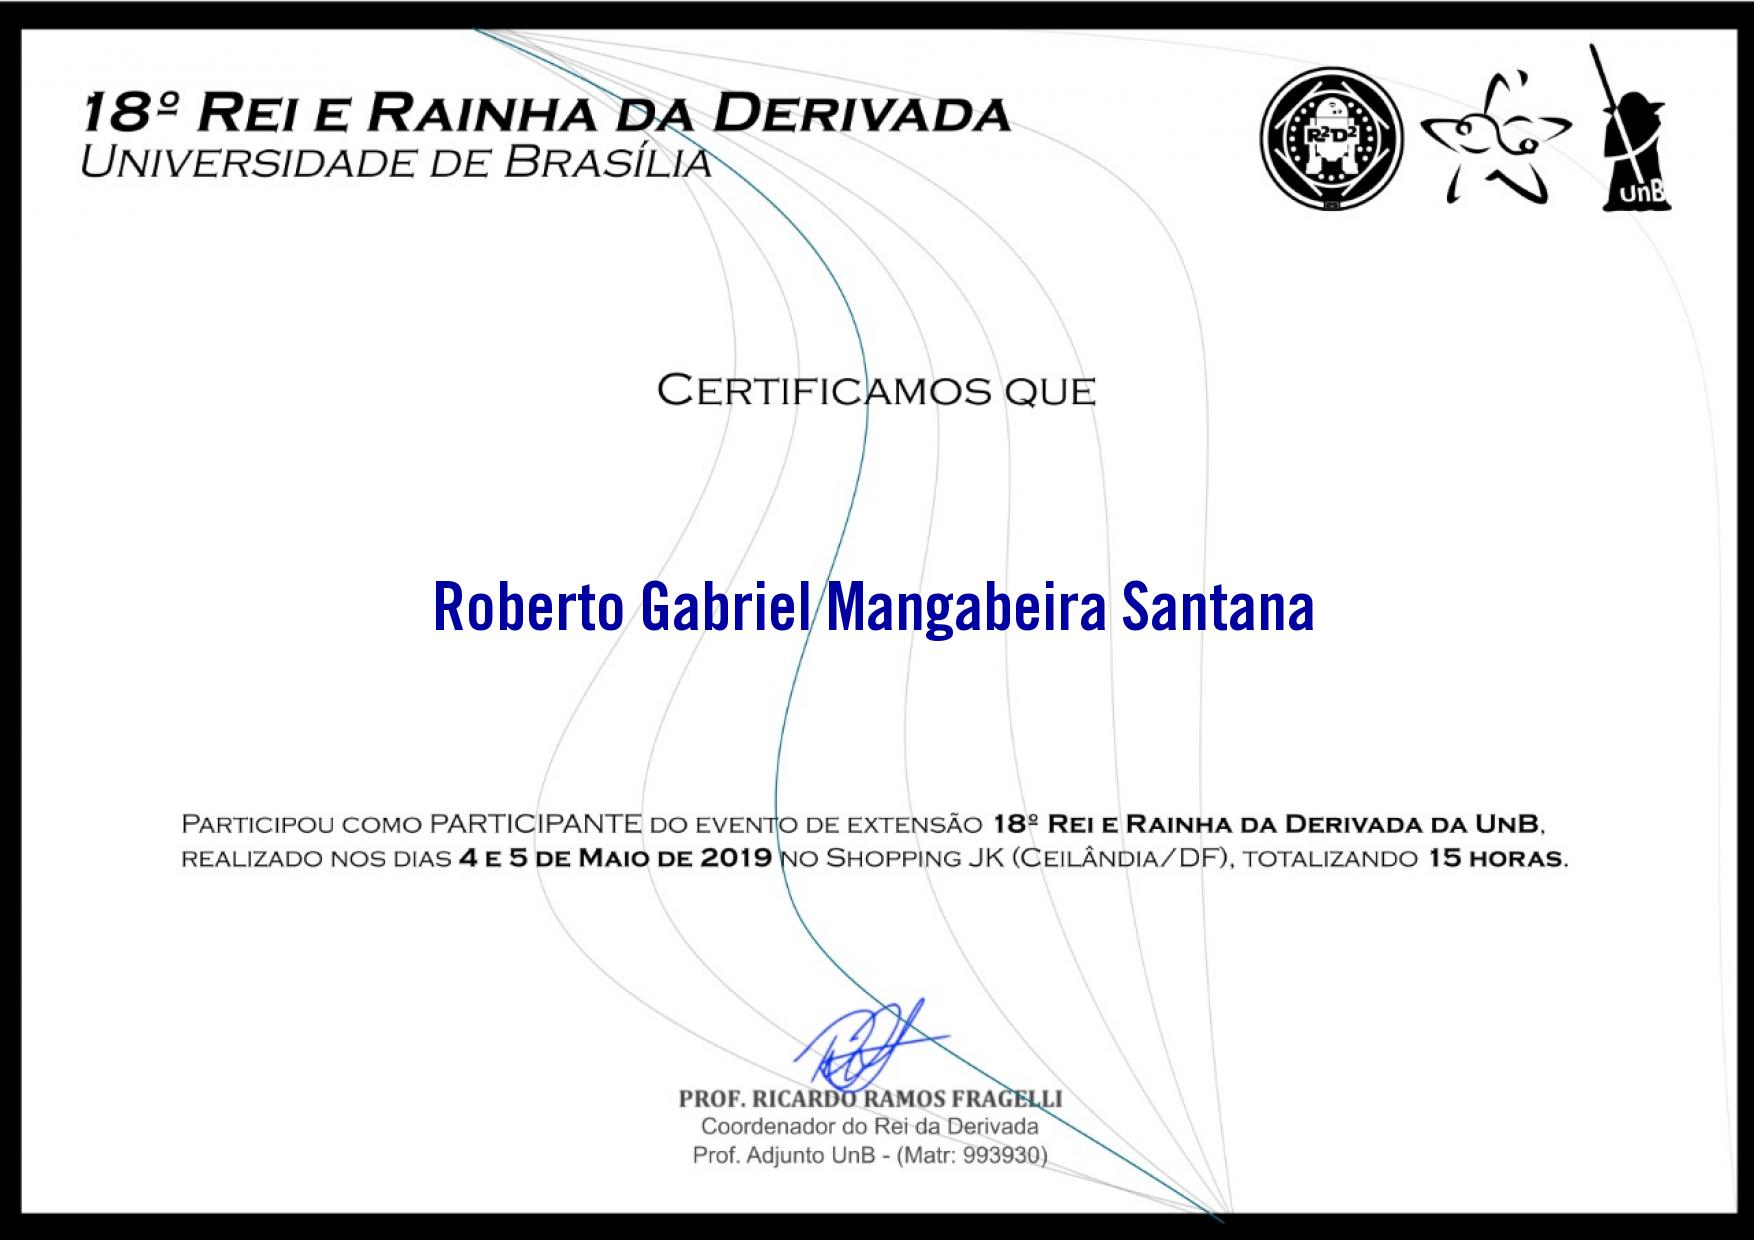 18º Rei e Rainha da Derivada
Universidade de Brasília
R²D²
UnB
Certificamos que
Roberto Gabriel Mangabeira Santana
Participou como PARTICIPANTE do evento de extensão 18º Rei e Rainha da Derivada da UnB,
realizado nos dias 4 e 5 de Maio de 2019 no Shopping JK (Ceilândia/DF), totalizando 15 horas.
PROF. RICARDO RAMOS FRAGELLI
Coordenador do Rei da Derivada
Prof. Adjunto UnB - (Matr: 993930)